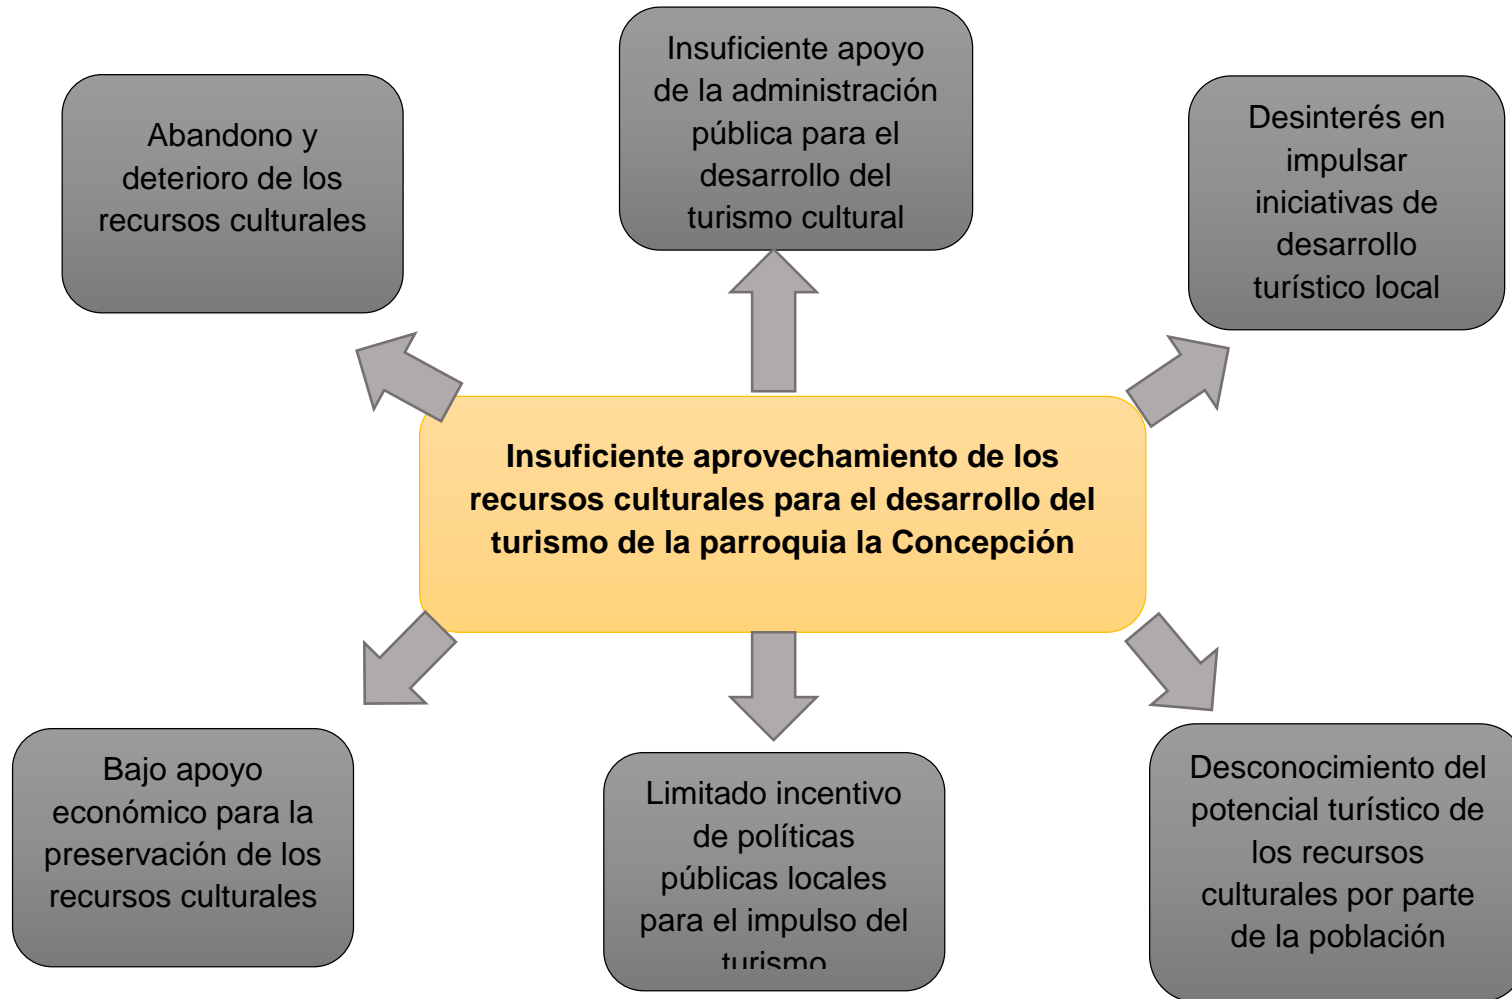 Insuficiente apoyo
de la administración
pública para el
desarrollo del
turismo cultural
Abandono y
deterioro de los
recursos culturales
Desinterés en
impulsar
iniciativas de
desarrollo
turístico local
Insuficiente aprovechamiento de los
recursos culturales para el desarrollo del
turismo de la parroquia la Concepción
Bajo apoyo
económico para la
preservación de los
recursos culturales
Limitado incentivo
de políticas
públicas locales
para el impulso del
turismo
Desconocimiento del
potencial turístico de
los recursos
culturales por parte
de la población